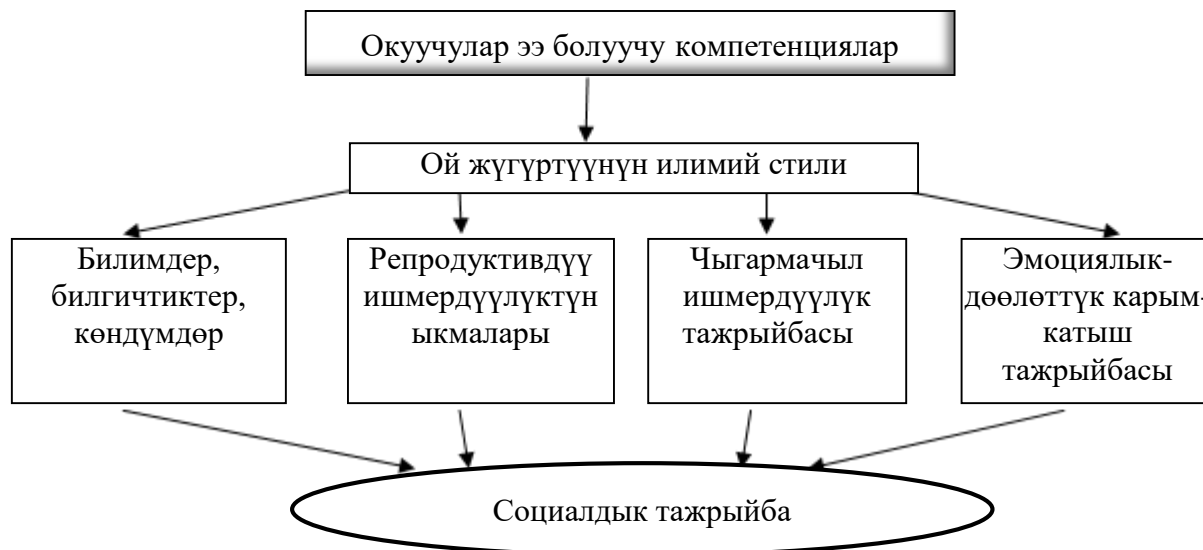 Окуучулар ээ болуучу компетенциялар
Ой жүгүртүүнүн илимий стили
Билимдер,
билгичтиктер,
көндүмдөр
Репродуктивдүү
ишмердүүлүктүн
ыкмалары
Чыгармачыл
ишмердүүлүк
тажрыйбасы
Эмоциялык-
дөөлөттүк карым-
катыш
тажрыйбасы
Социалдык тажрыйба